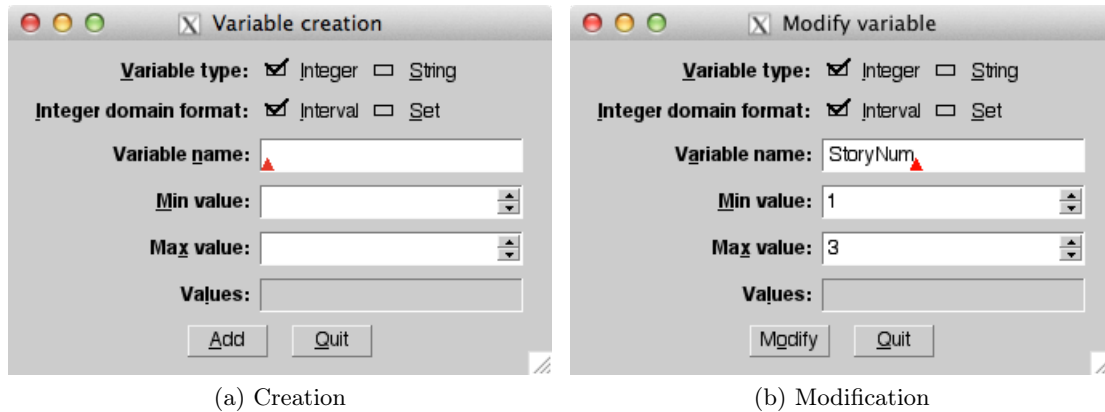 X Variable creation
Variable type: Integer String
Integer domain format: Interval Set
Variable name:
Min value:
Max value:
Values:
Add Quit
(a) Creation
X Modify variable
Variable type: Integer String
Integer domain format: Interval Set
Variable name: StoryNum
Min value: 1
Max value: 3
Values:
Modify Quit
(b) Modification